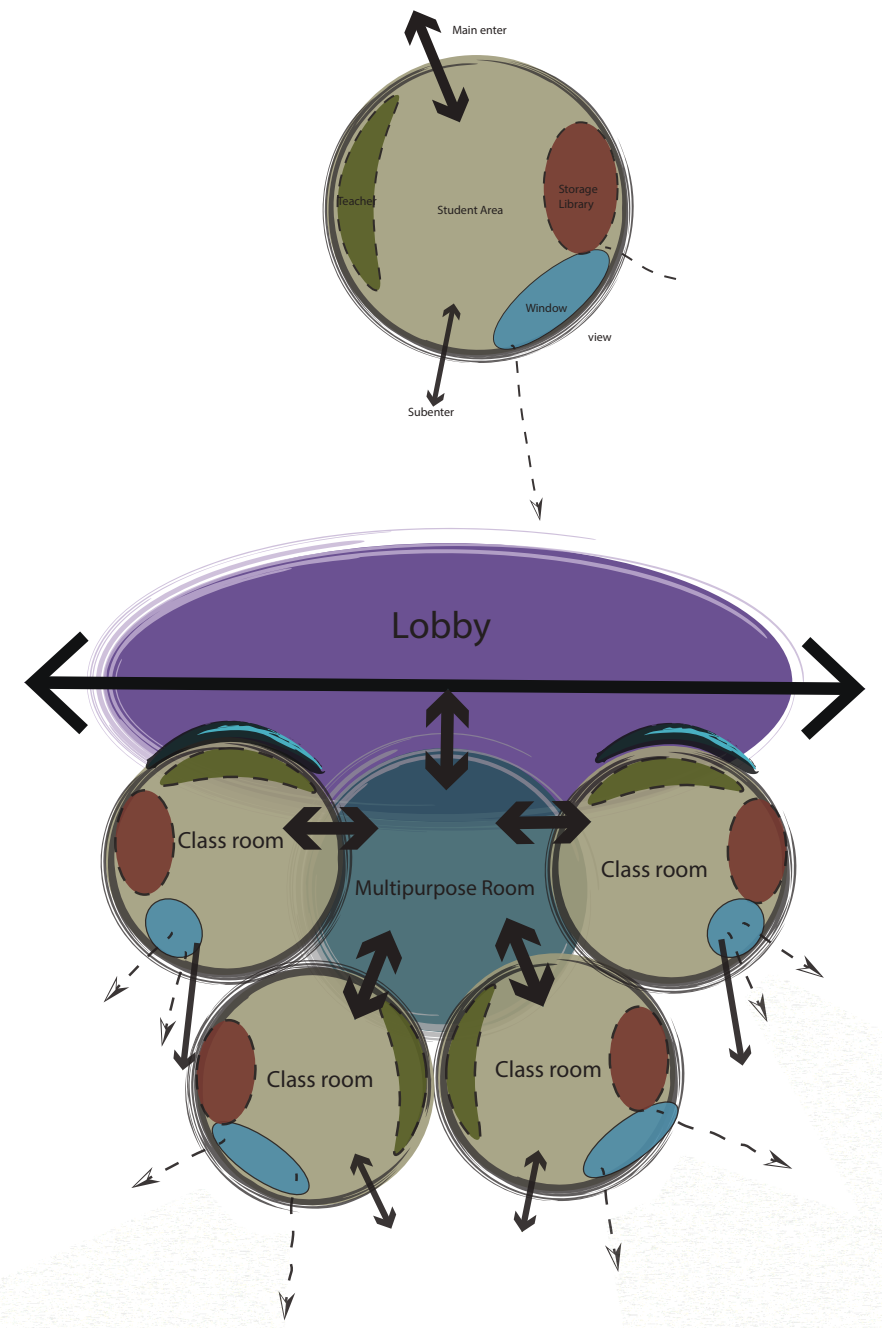 Main enter
Teacher
Student Area
Storage
Library
Window
view
Subenter
Lobby
Class room
Class room
Multipurpose Room
Class room
Class room